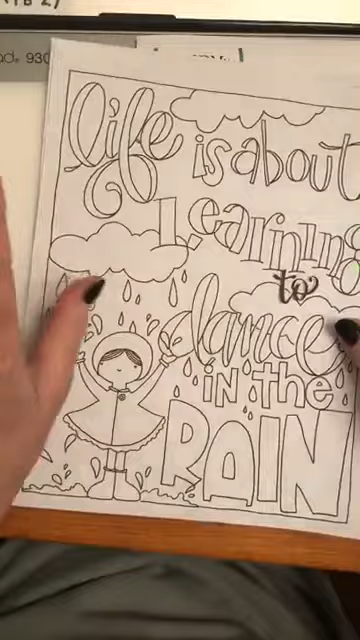 life
is about
Learning
to
dance
in the
RAIN